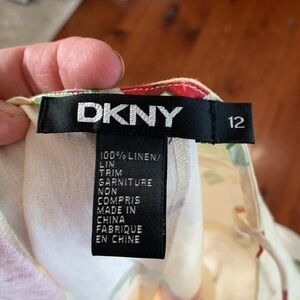 DKNY
12
100% LINEN/
LIN
TRIM
GARNITURE
NON
COMPRIS
MADE IN
CHINA
FABRIQUE
EN CHINE